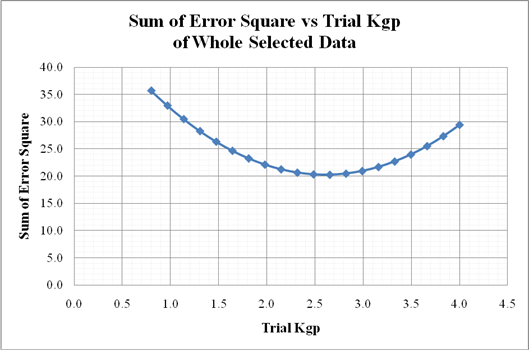 Sum of Error Square vs Trial Kgp
of Whole Selected Data
40.0
35.0
30.0
25.0
20.0
15.0
10.0
5.0
0.0
Sum of Error Square
0.0 0.5 1.0 1.5 2.0 2.5 3.0 3.5 4.0 4.5
Trial Kgp